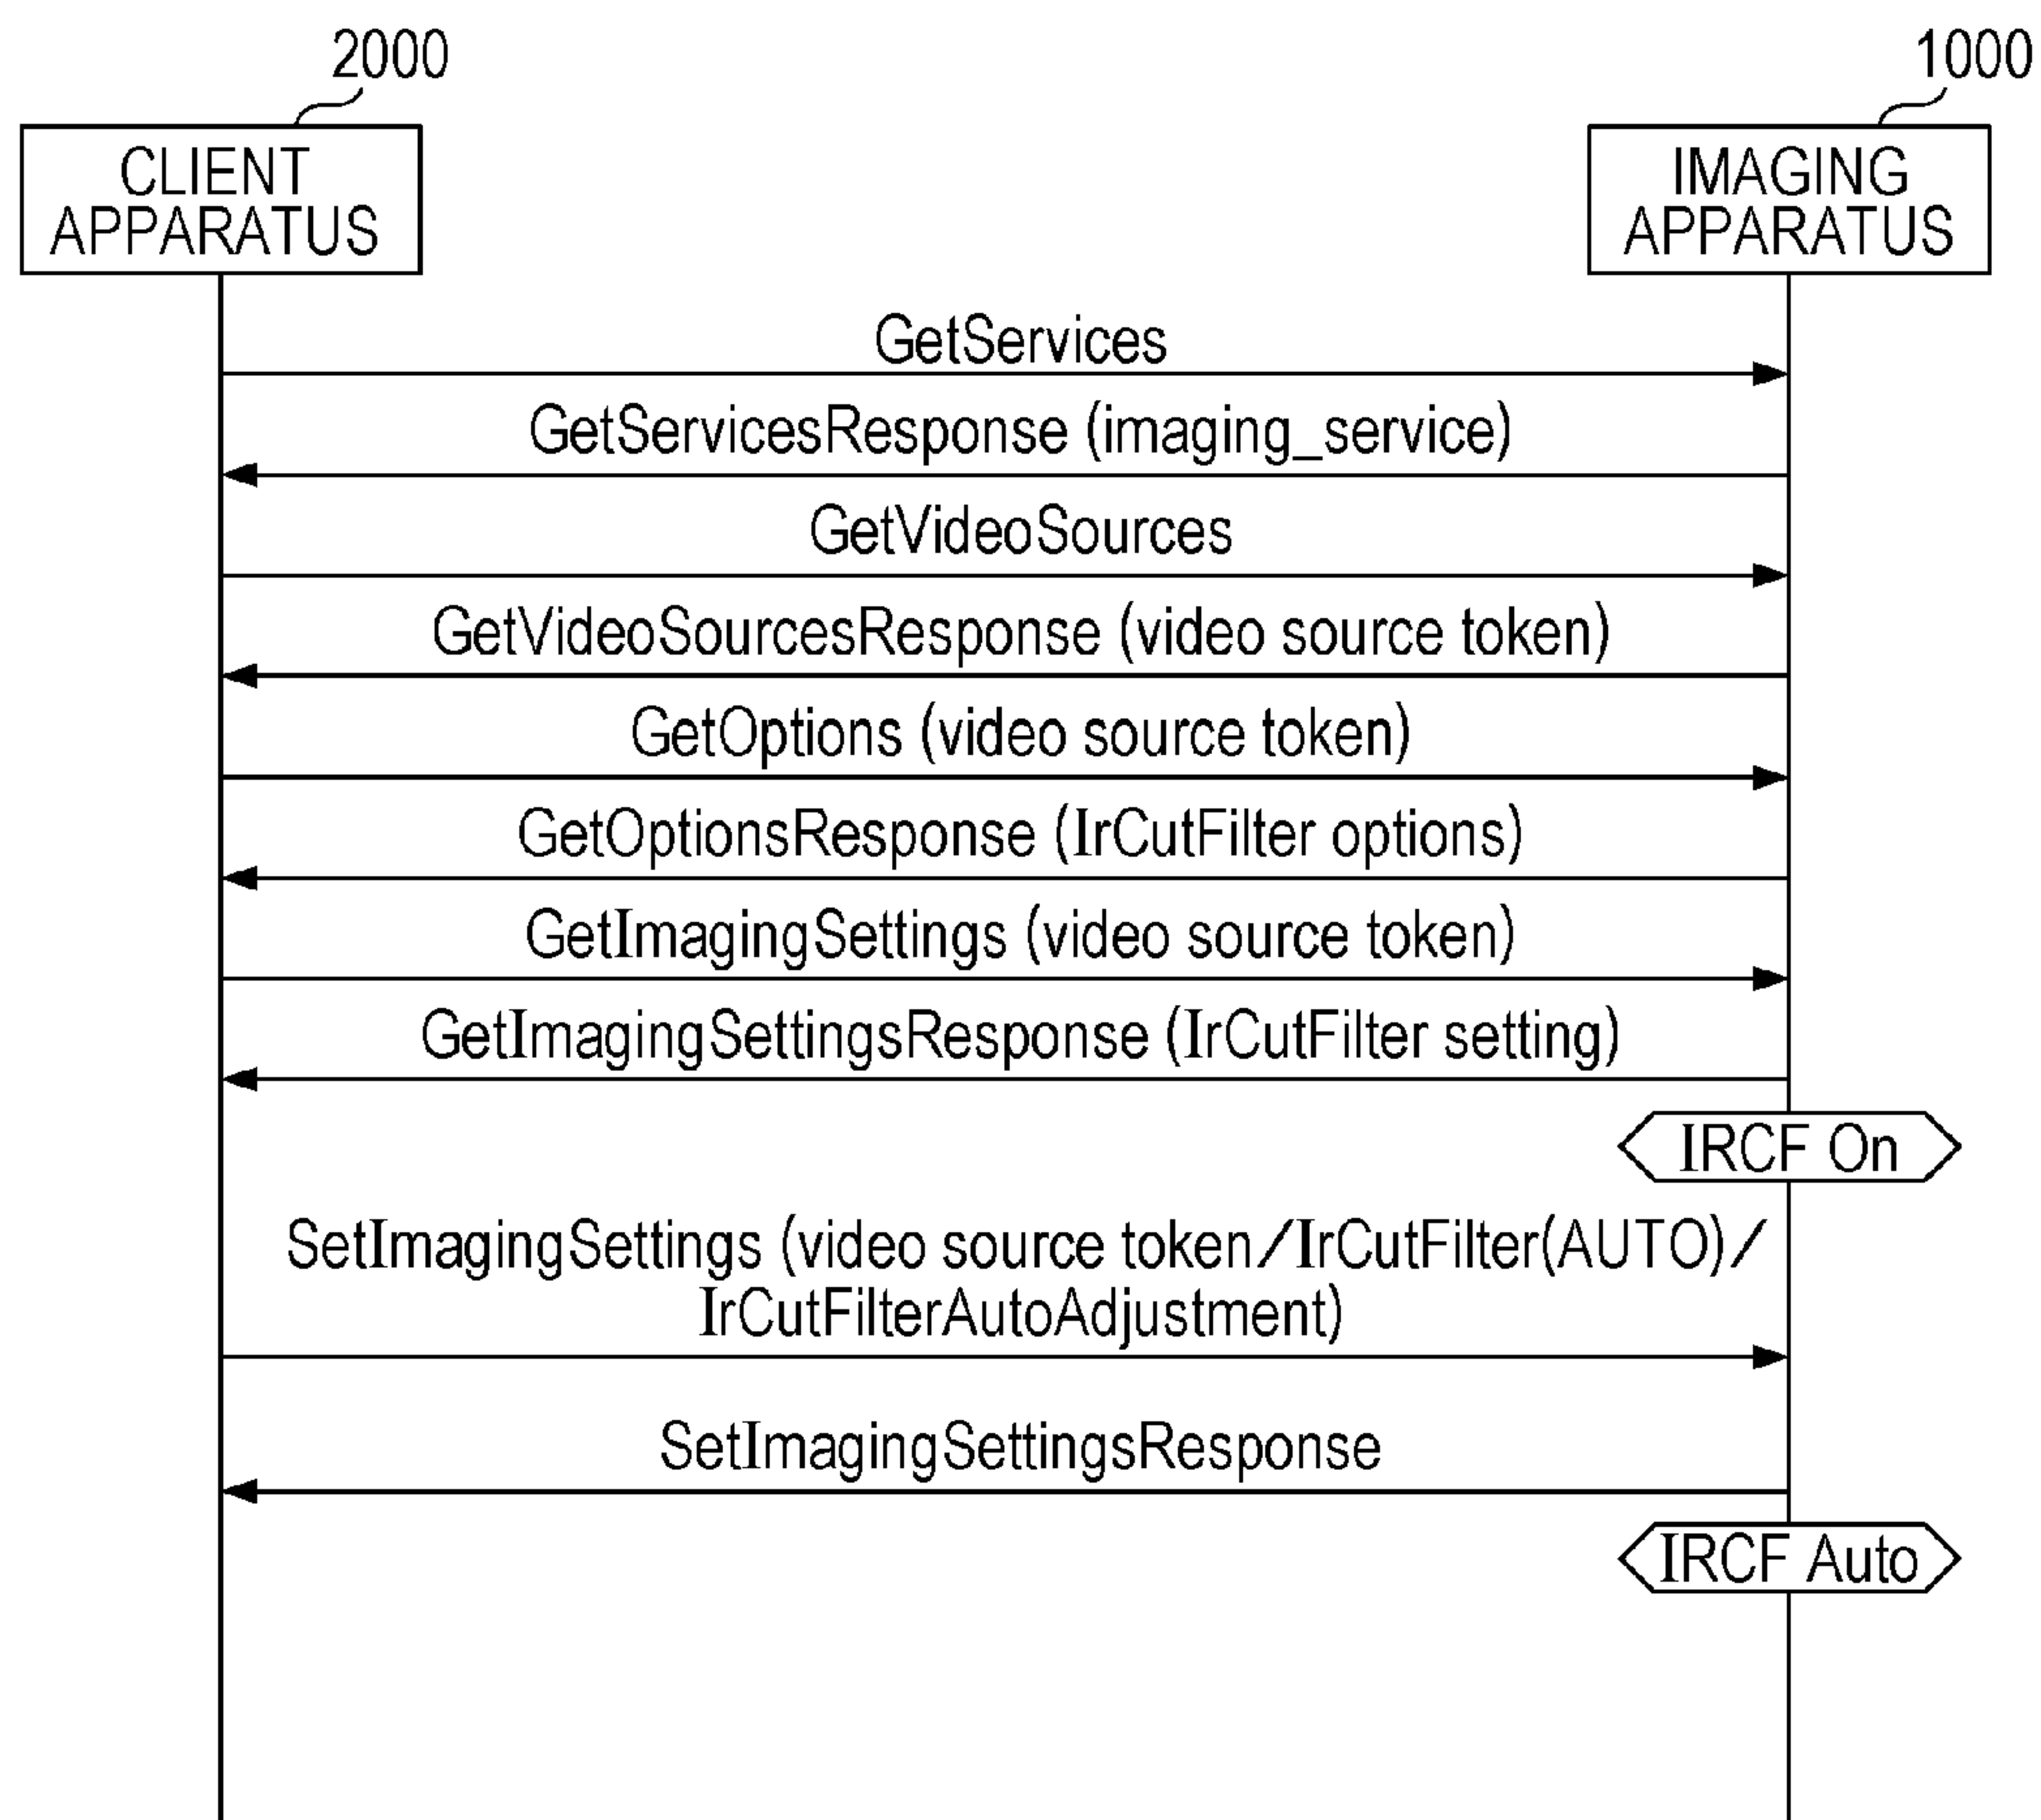 2000
1000
CLIENT
APPARATUS
IMAGING
APPARATUS
GetServices
GetServicesResponse (imaging_service)
GetVideoSources
GetVideoSourcesResponse (video source token)
GetOptions (video source token)
GetOptionsResponse (IrCutFilter options)
GetImagingSettings (video source token)
GetImagingSettingsResponse (IrCutFilter setting)
IRCF On
SetImagingSettings (video source token/IrCutFilter(AUTO)/
IrCutFilterAutoAdjustment)
SetImagingSettingsResponse
IRCF Auto